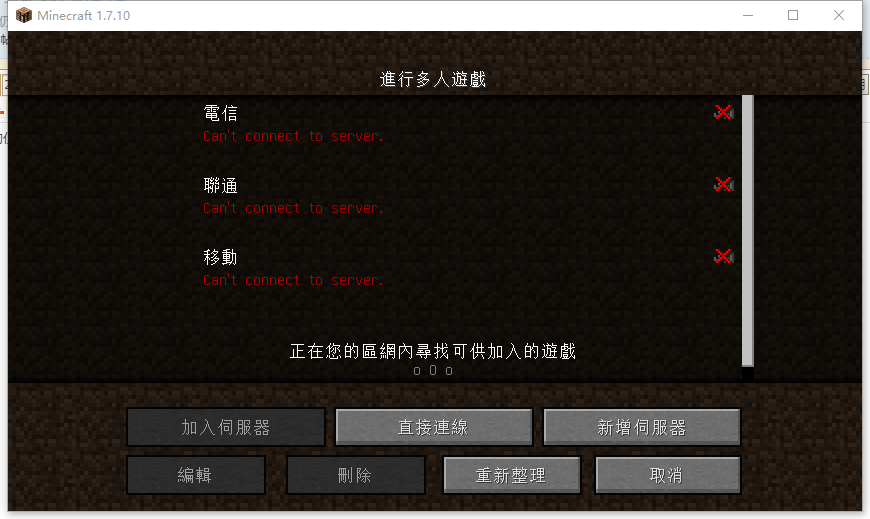 Minecraft 1.7.10
進行多人遊戲
電信
Can't connect to server.
聯通
Can't connect to server.
移動
Can't connect to server.
正在您的區網內尋找可供加入的遊戲
o O o
加入伺服器
直接連線
新增伺服器
編輯
刪除
重新整理
取消